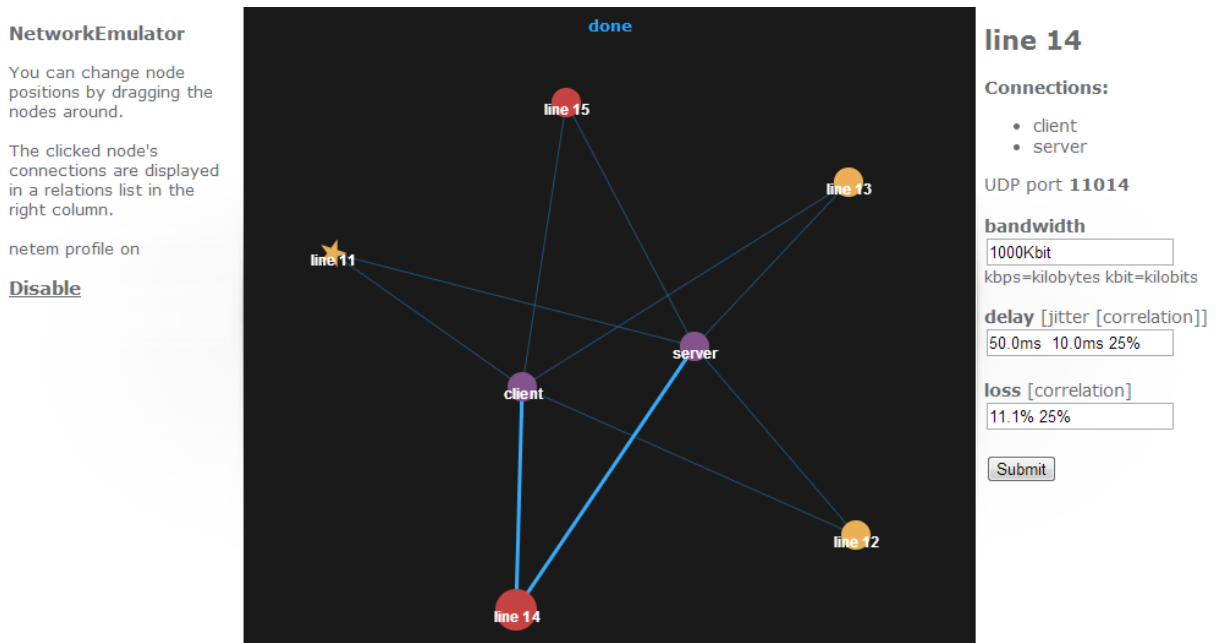 NetworkEmulator
You can change node
positions by dragging the
nodes around.
The clicked node's
connections are displayed
in a relations list in the
right column.
netem profile on
Disable
done
line 15
line 13
line 11
server
client
line 12
line 14
line 14
Connections:
client
server
UDP port 11014
bandwidth
1000Kbit
kbps=kilobytes kbit=kilobits
delay [jitter [correlation]]
50.0ms 10.0ms 25%
loss [correlation]
11.1% 25%
Submit